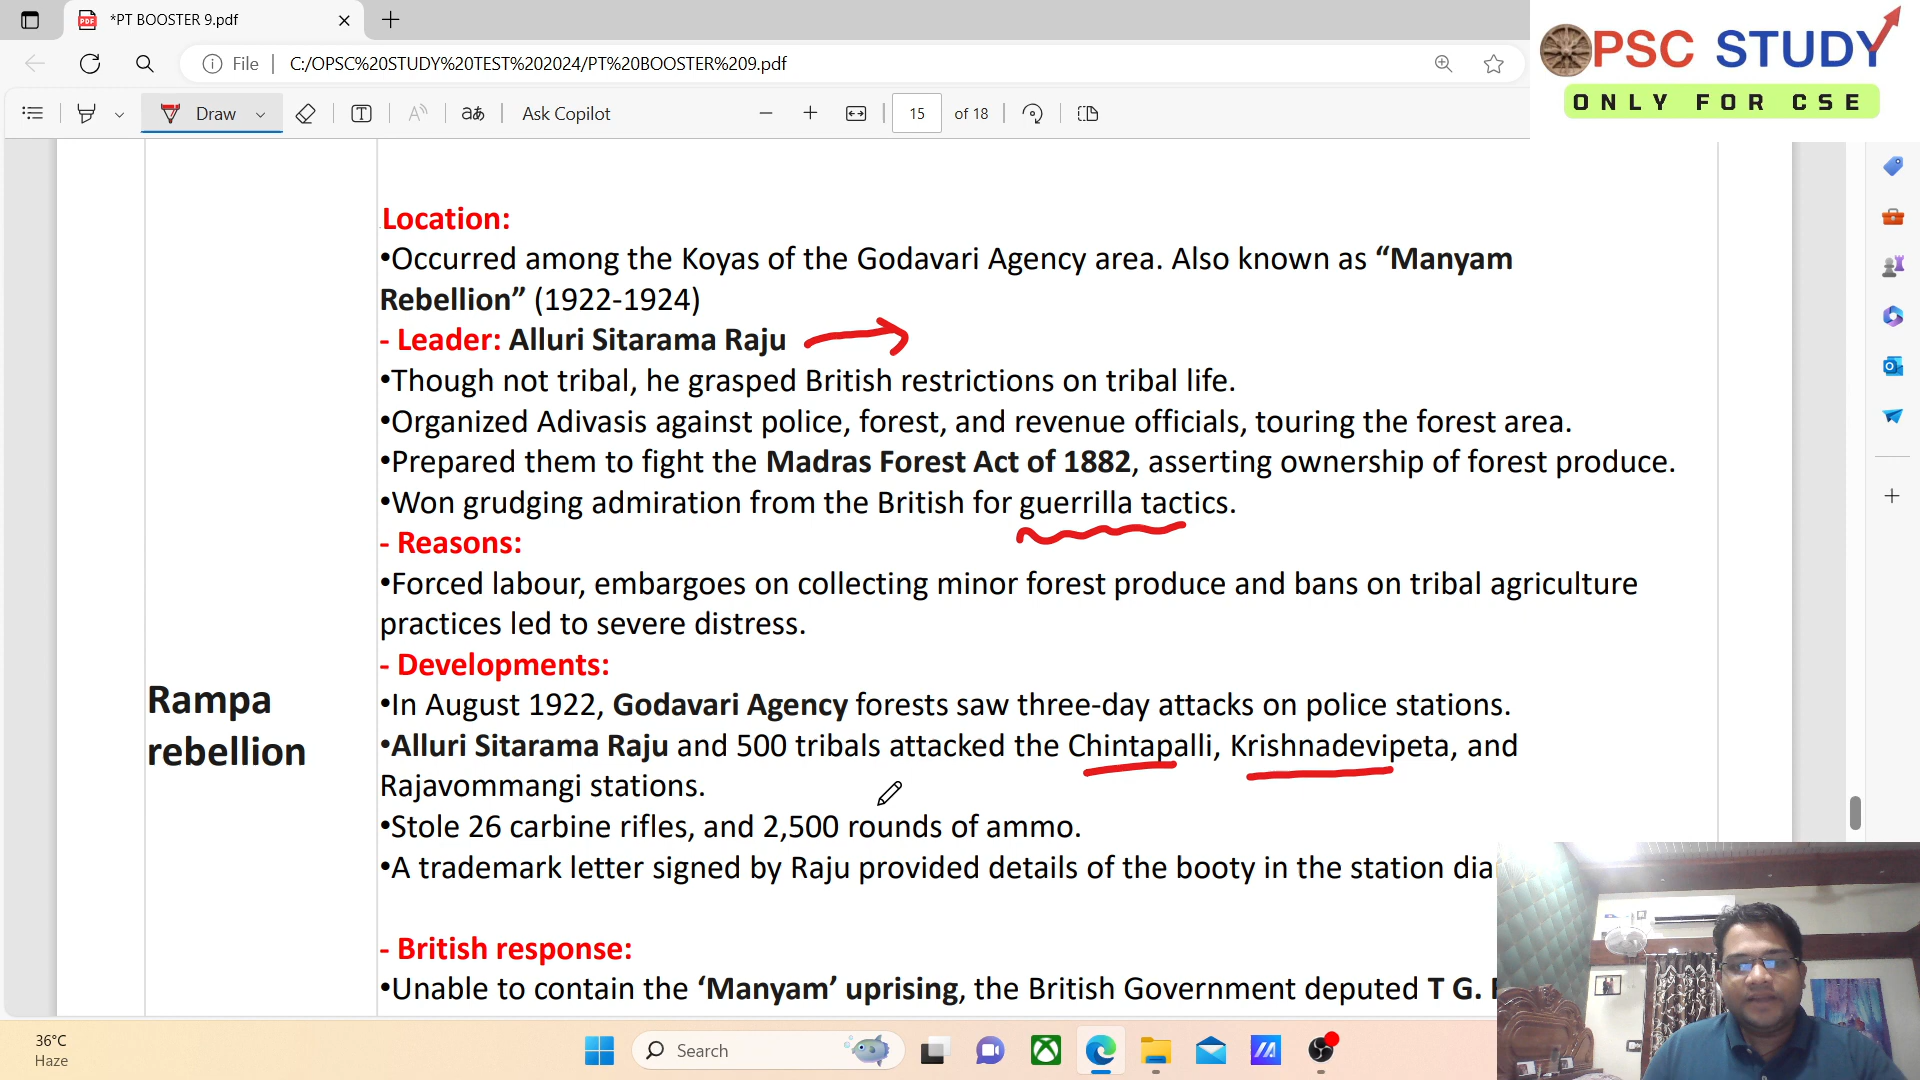 *PT BOOSTER 9.pdf
File
C:/OPSC%20STUDY%20TEST%202024/PT%20BOOSTER%209.pdf
Draw
Ask Copilot
15 of 18
PSC STUDY
ONLY FOR CSE
Location:
•Occurred among the Koyas of the Godavari Agency area. Also known as “Manyam
Rebellion” (1922-1924)
- Leader: Alluri Sitarama Raju
•Though not tribal, he grasped British restrictions on tribal life.
•Organized Adivasis against police, forest, and revenue officials, touring the forest area.
•Prepared them to fight the Madras Forest Act of 1882, asserting ownership of forest produce.
•Won grudging admiration from the British for guerrilla tactics.
- Reasons:
•Forced labour, embargoes on collecting minor forest produce and bans on tribal agriculture
practices led to severe distress.
- Developments:
•In August 1922, Godavari Agency forests saw three-day attacks on police stations.
•Alluri Sitarama Raju and 500 tribals attacked the Chintapalli, Krishnadevipeta, and
Rajavommangi stations.
•Stole 26 carbine rifles, and 2,500 rounds of ammo.
•A trademark letter signed by Raju provided details of the booty in the station
- British response:
•Unable to contain the ‘Manyam’ uprising, the British Government deputed T G.
Rampa
rebellion
36°C
Haze
Search